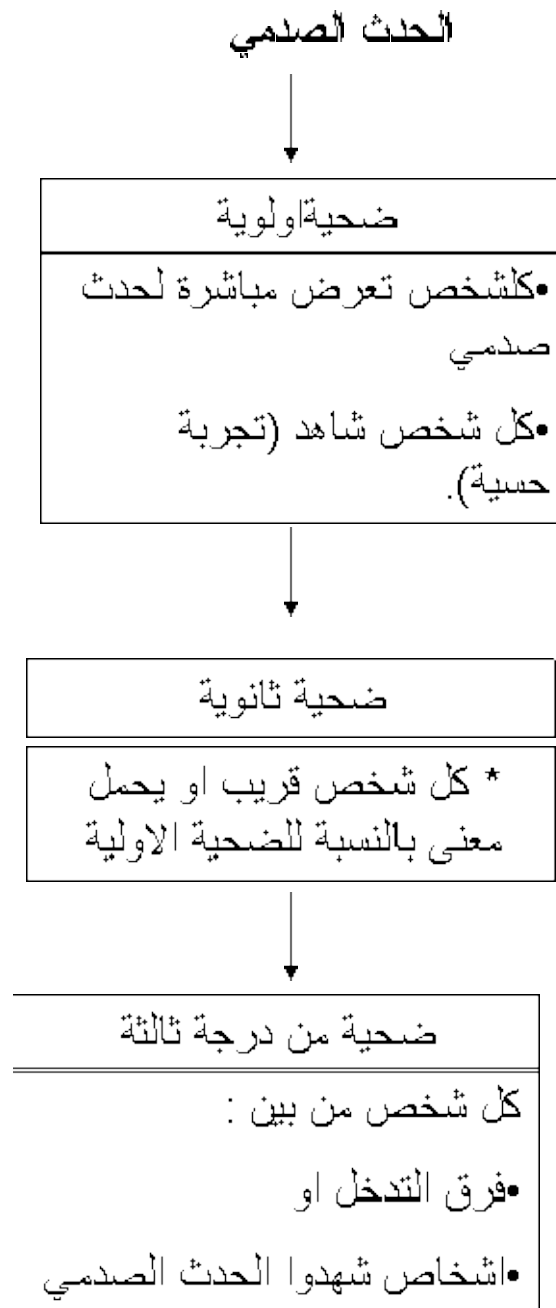 الحدث الصدمي
ضحيةاولوية
•كلشخص تعرض مباشرة لحدث
صدمي
•كل شخص شاهد (تجربة
حسية).
ضحية ثانوية
* كل شخص قريب او يحمل
معنى بالنسبة للضحية الاولية
ضحية من درجة ثالثة
كل شخص من بين :
•فرق التدخل او
•اشخاص شهدوا الحدث الصدمي